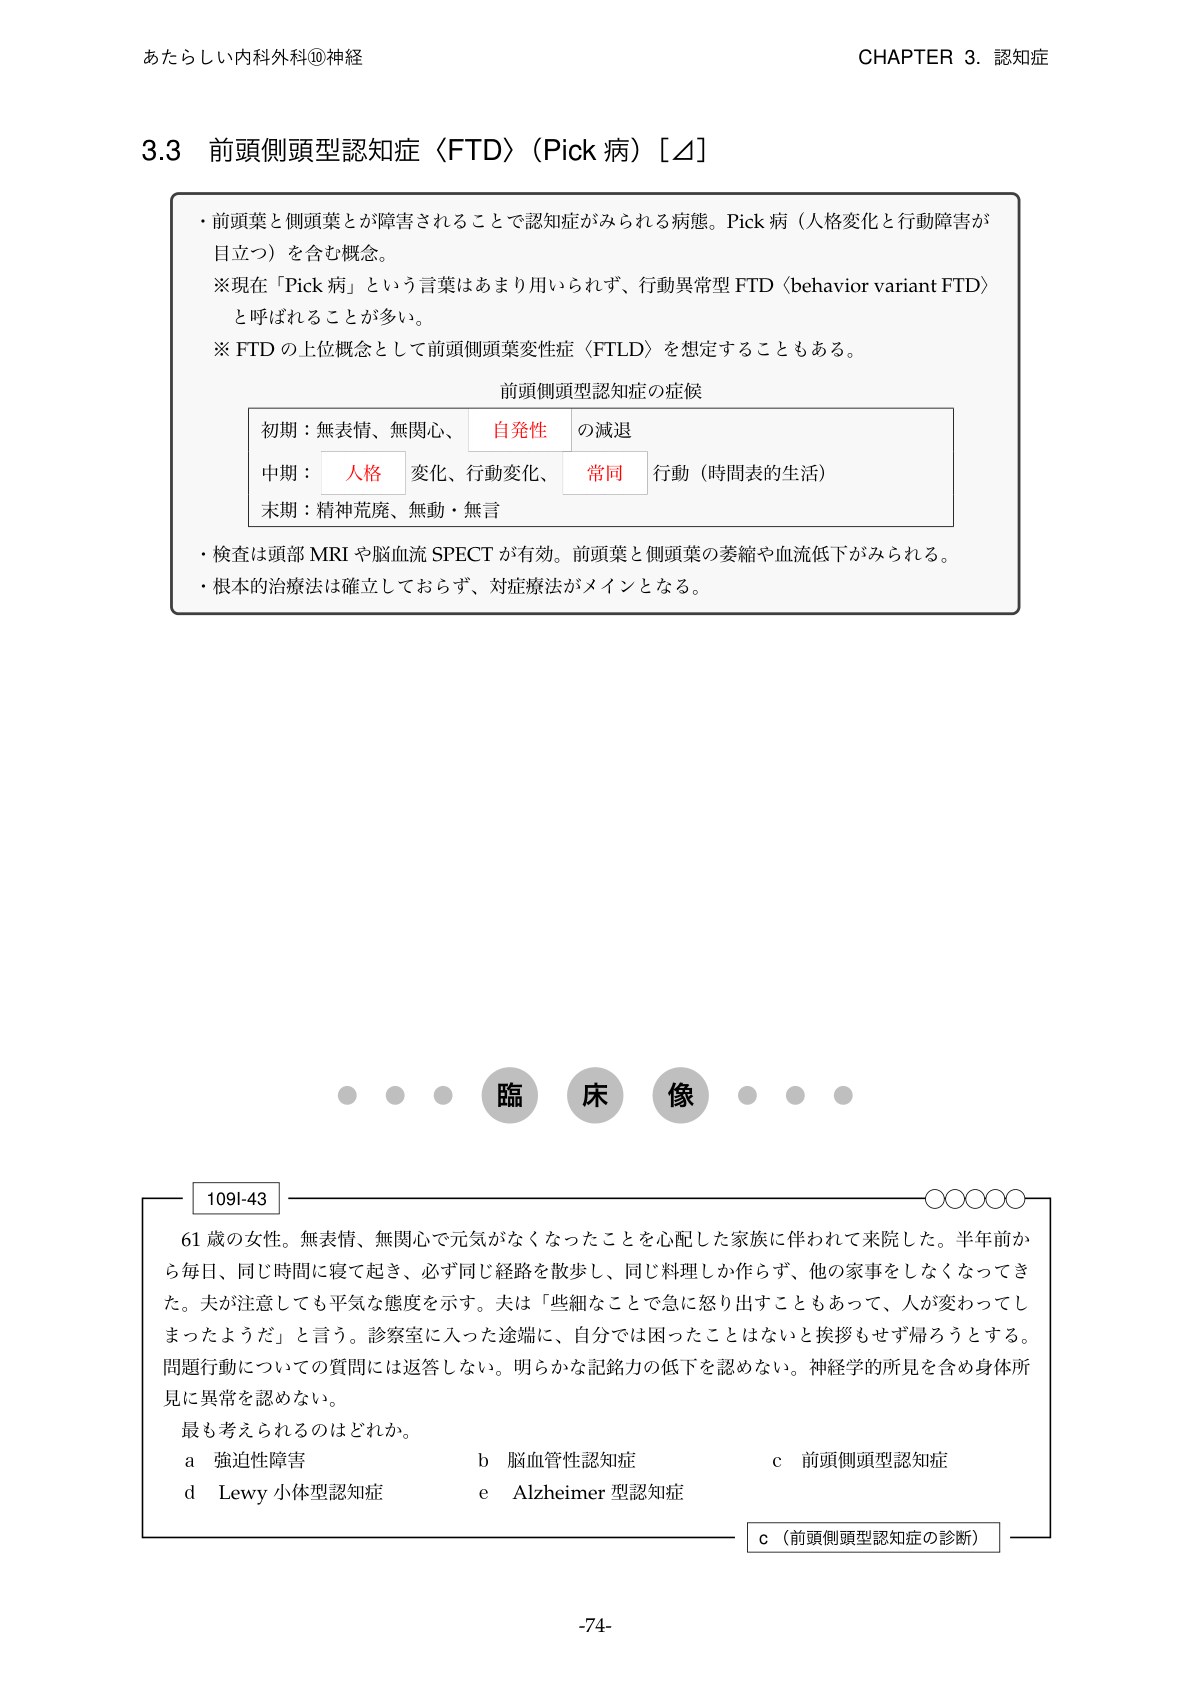 あたらしい内科外科⑩神経
CHAPTER 3. 認知症
3.3 前頭側頭型認知症〈FTD〉（Pick 病）［⊿］
・前頭葉と側頭葉とが障害されることで認知症がみられる病態。Pick 病（人格変化と行動障害が
目立つ）を含む概念。
※現在「Pick 病」という言葉はあまり用いられず、行動異常型 FTD〈behavior variant FTD〉
と呼ばれることが多い。
※ FTD の上位概念として前頭側頭葉変性症〈FTLD〉を想定することもある。
前頭側頭型認知症の症候
初期：無表情、無関心、 自発性 の減退
中期： 人格 変化、行動変化、 常同 行動（時間表的生活）
末期：精神荒廃、無動・無言
・検査は頭部 MRI や脳血流 SPECT が有効。前頭葉と側頭葉の萎縮や血流低下がみられる。
・根本的治療法は確立しておらず、対症療法がメインとなる。
臨 床 像
109I-43
61 歳の女性。無表情、無関心で元気がなくなったことを心配した家族に伴われて来院した。半年前か
ら毎日、同じ時間に寝て起き、必ず同じ経路を散歩し、同じ料理しか作らず、他の家事をしなくなってき
た。夫が注意しても平気な態度を示す。夫は「些細なことで急に怒り出すこともあって、人が変わってし
まったようだ」と言う。診察室に入った途端に、自分では困ったことはないと挨拶もせず帰ろうとする。
問題行動についての質問には返答しない。明らかな記銘力の低下を認めない。神経学的所見を含め身体所
見に異常を認めない。
最も考えられるのはどれか。
a 強迫性障害 b 脳血管性認知症 c 前頭側頭型認知症
d Lewy 小体型認知症 e Alzheimer 型認知症
c （前頭側頭型認知症の診断）
-74-